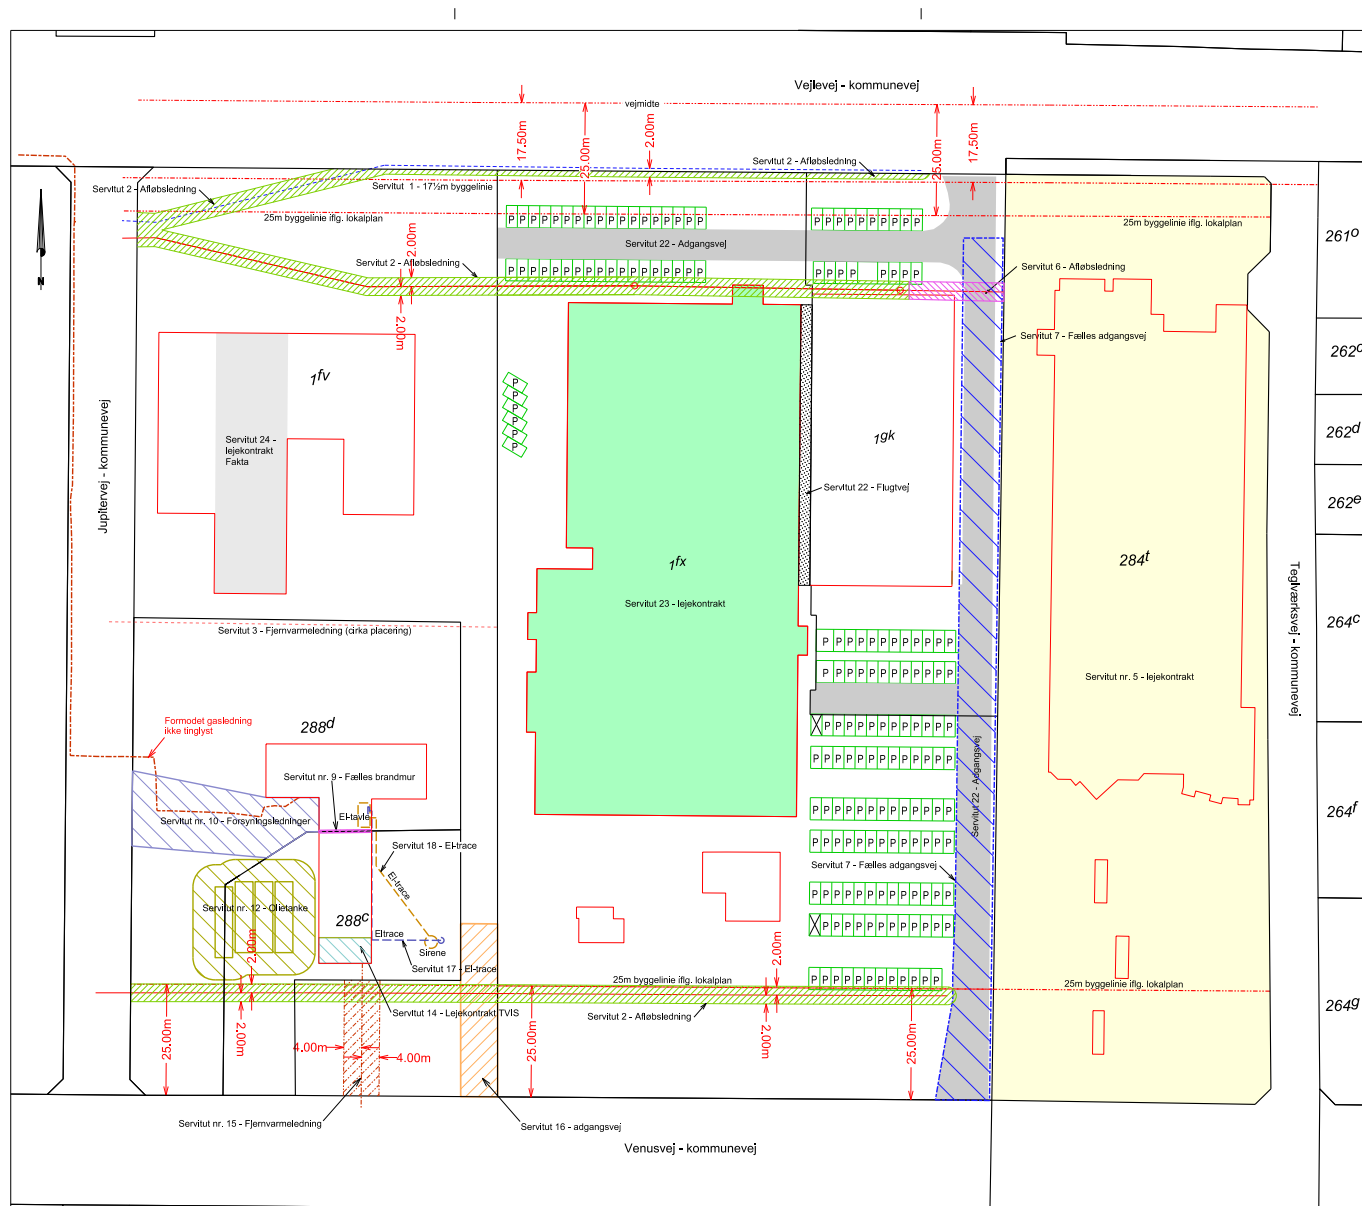 Vejlevej - kommunevej
vejmidte
17.50m
25.00m
2.00m
25.00m
17.50m
Servitut 2 - Afløbsledning
Servitut 2 - Afløbsledning
Servitut 1 - 17½m byggelinie
25m byggelinie iflg. lokalplan
25m byggelinie iflg. lokalplan
P P P P P P P P P P P P P P P P P P
P P P P P P P P P P
Servitut 22 - Adgangsvej
261o
2.00m
Servitut 2 - Afløbsledning
P P P P P P P P P P P P P P P P P P
P P P P P P P P
Servitut 6 - Afløbsledning
N
2.00m
Servitut 7 - Fælles adgangsvej
262c
1fv
P
P
P
P
P
P
Jupitervej - kommunevej
Servitut 24 -
lejekontrakt
Fakta
1gk
262d
Servitut 22 - Flugtvej
262e
1fx
284t
Servitut 23 - lejekontrakt
Teglværksvej - kommunevej
264c
Servitut 3 - Fjernvarmeledning (cirka placering)
P P P P P P P P P P P P
P P P P P P P P P P P P
Servitut nr. 5 - lejekontrakt
Formodet gasledning
ikke tinglyst
288d
P P P P P P P P P P P P
P P P P P P P P P P P P P
Servitut 22 - Adgangsvej
Servitut nr. 9 - Fælles brandmur
El-tavle
Servitut nr. 10 - Forsyningsledninger
P P P P P P P P P P P P P
264f
Servitut 18 - El-trace
P P P P P P P P P P P P P
Servitut 7 - Fælles adgangsvej
El-trace
Servitut nr. 12 - Olietanke
P P P P P P P P P P P P P
288c
P P P P P P P P P P P P
Eltrace
Sirene
2.00m
Servitut 17 - El-trace
2.00m
25m byggelinie iflg. lokalplan
P P P P P P P P P P P P
25m byggelinie iflg. lokalplan
264g
Servitut 14 - Lejekontrakt TVIS
Servitut 2 - Afløbsledning
25.00m
2.00m
4.00m
4.00m
25.00m
2.00m
25.00m
Servitut nr. 15 - Fjernvarmeledning
Servitut 16 - adgangsvej
Venusvej - kommunevej